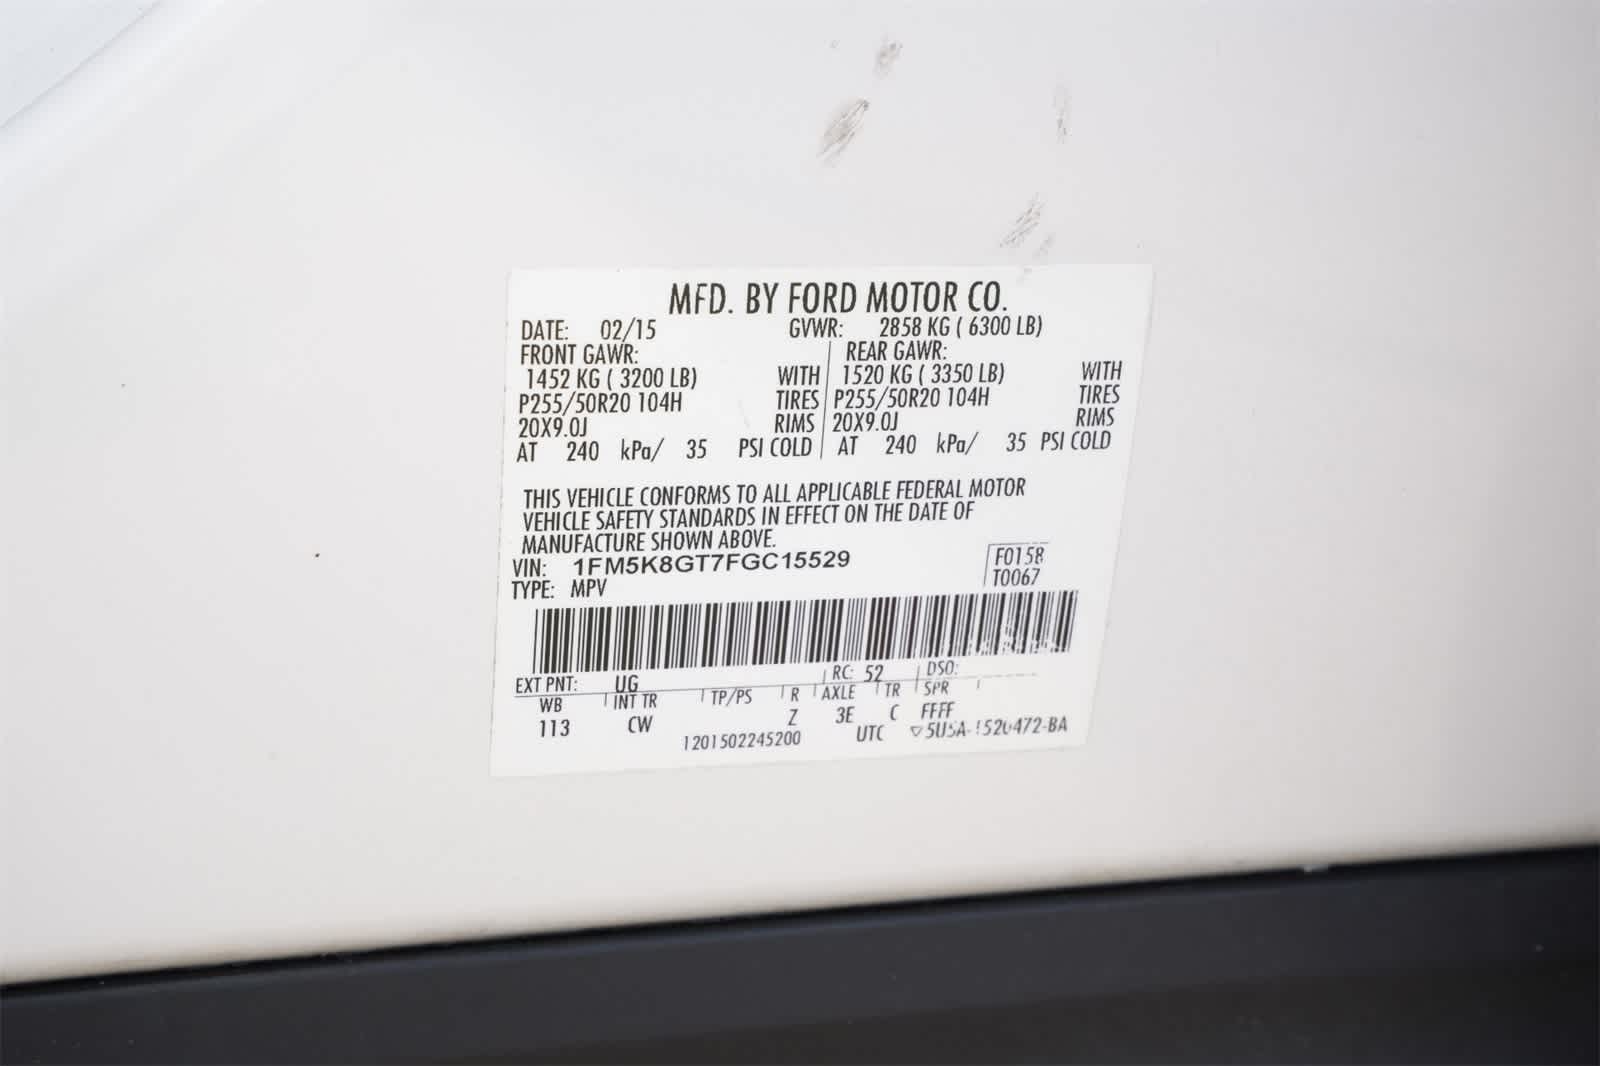 MFD. BY FORD MOTOR CO.
DATE: 02/15 GVWR: 2858 KG ( 6300 LB)
FRONT GAWR: REAR GAWR:
1452 KG ( 3200 LB) WITH 1520 KG ( 3350 LB) WITH
P255/50R20 104H TIRES P255/50R20 104H TIRES
20X9.0J RIMS 20X9.0J RIMS
AT 240 kPa/ 35 PSI COLD AT 240 kPa/ 35 PSI COLD
THIS VEHICLE CONFORMS TO ALL APPLICABLE FEDERAL MOTOR
VEHICLE SAFETY STANDARDS IN EFFECT ON THE DATE OF
MANUFACTURE SHOWN ABOVE.
VIN: 1FM5K8GT7FGC15529 F0158
TYPE: MPV T0067
EXT PNT: UG RC: 52 DSO:
WB INT TR TP/PS R AXLE TR SPR
113 CW Z 3E C FFFF
1201502245200 UTC